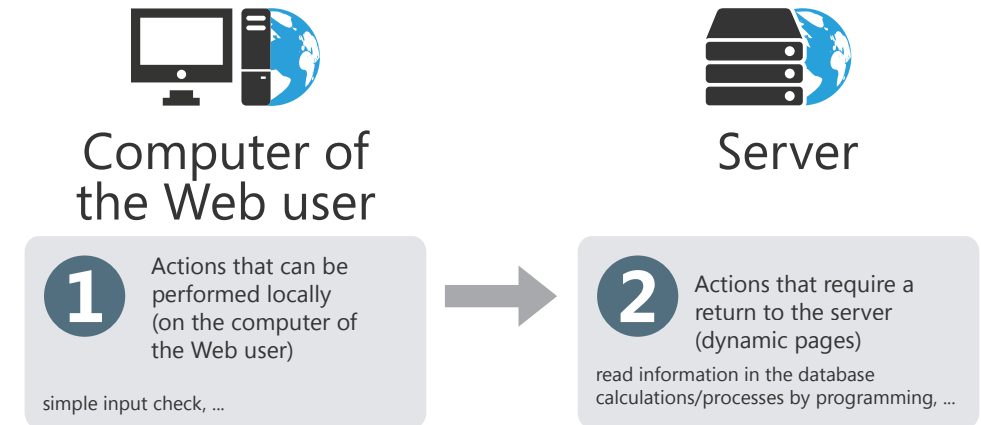 Computer of
the Web user
Server
1
Actions that can be
performed locally
(on the computer of
the Web user)
simple input check, ...
2
Actions that require a
return to the server
(dynamic pages)
read information in the database
calculations/processes by programming, ...